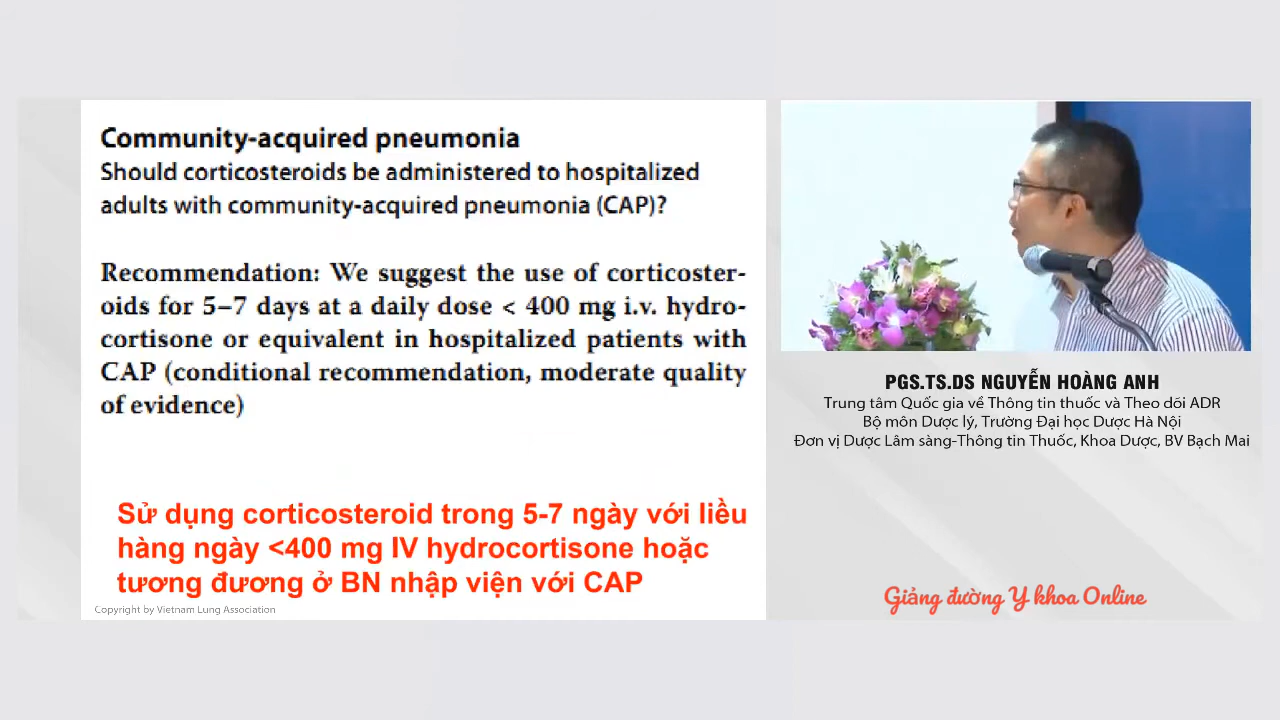 Community-acquired pneumonia
Should corticosteroids be administered to hospitalized
adults with community-acquired pneumonia (CAP)?
Recommendation: We suggest the use of corticoster-
oids for 5–7 days at a daily dose < 400 mg i.v. hydro-
cortisone or equivalent in hospitalized patients with
CAP (conditional recommendation, moderate quality
of evidence)
Sử dụng corticosteroid trong 5-7 ngày với liều
hàng ngày <400 mg IV hydrocortisone hoặc
tương đương ở BN nhập viện với CAP
Copyright by Vietnam Lung Association
PGS.TS.DS NGUYỄN HOÀNG ANH
Trung tâm Quốc gia về Thông tin thuốc và Theo dõi ADR
Bộ môn Dược lý, Trường Đại học Dược Hà Nội
Đơn vị Dược Lâm sàng-Thông tin Thuốc, Khoa Dược, BV Bạch Mai
Giảng đường Y khoa Online